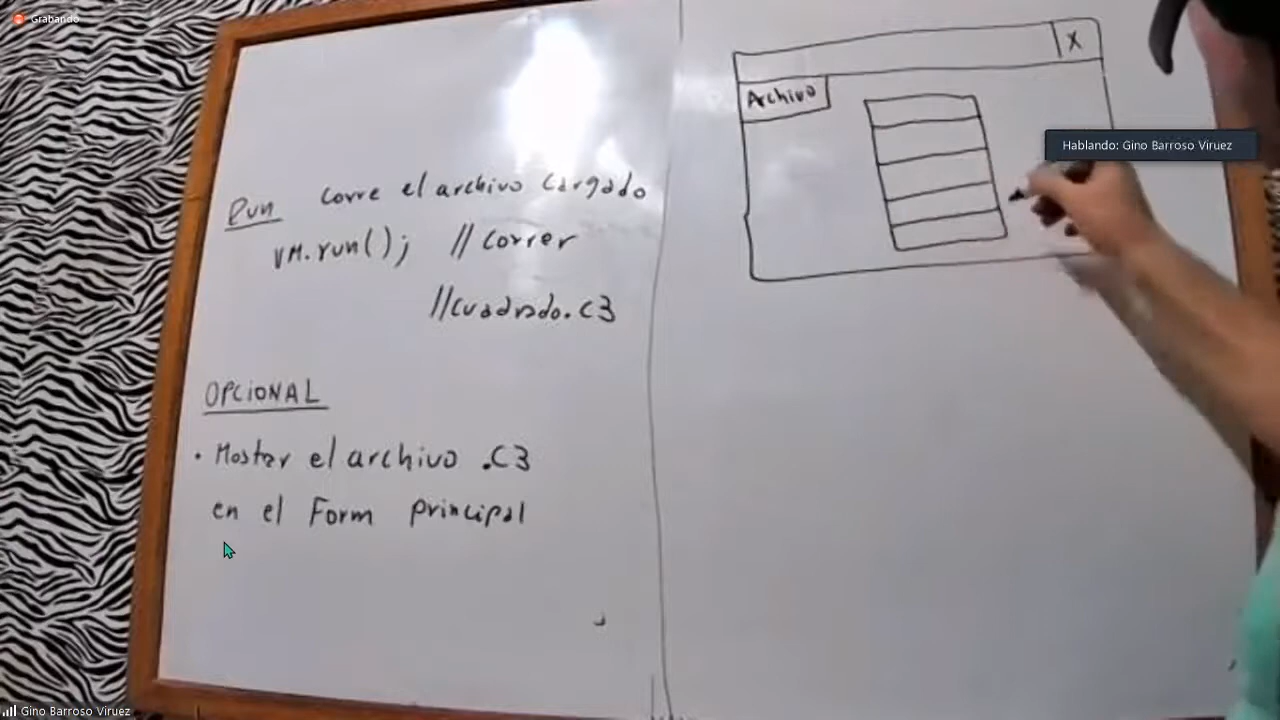 Grabando
Run corre el archivo cargado
VM.run(); //correr
//cuadrado.C3
OPCIONAL
• Mostar el archivo .C3
en el Form principal
X
Archivo
Hablando: Gino Barroso Viruez
Gino Barroso Viruez